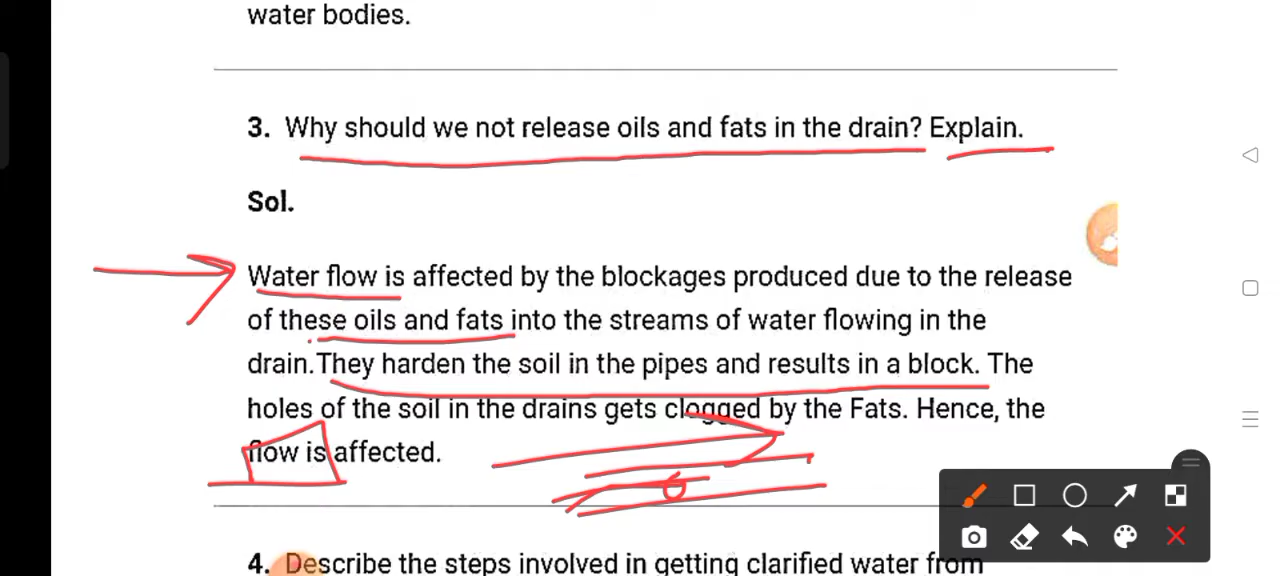 water bodies.
3. Why should we not release oils and fats in the drain? Explain.
Sol.
Water flow is affected by the blockages produced due to the release
of these oils and fats into the streams of water flowing in the
drain.They harden the soil in the pipes and results in a block. The
holes of the soil in the drains gets clogged by the Fats. Hence, the
flow is affected.
4. Describe the steps involved in getting clarified water from